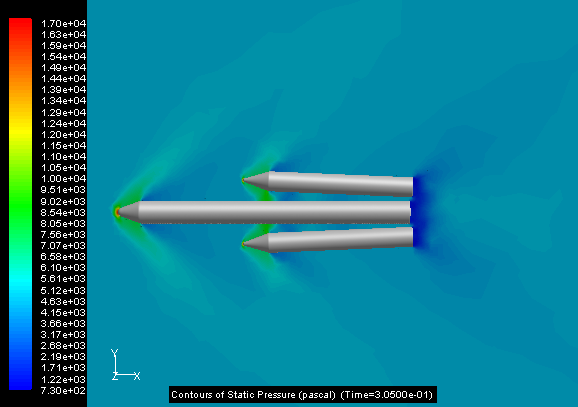 1.70e+04
1.63e+04
1.59e+04
1.54e+04
1.49e+04
1.44e+04
1.39e+04
1.34e+04
1.29e+04
1.24e+04
1.20e+04
1.15e+04
1.10e+04
1.05e+04
1.00e+04
9.51e+03
9.02e+03
8.54e+03
8.05e+03
7.56e+03
7.07e+03
6.58e+03
6.10e+03
5.61e+03
5.12e+03
4.63e+03
4.15e+03
3.66e+03
3.17e+03
2.68e+03
2.19e+03
1.71e+03
1.22e+03
7.30e+02
Y
Z X
Contours of Static Pressure (pascal) (Time=3.0500e-01)